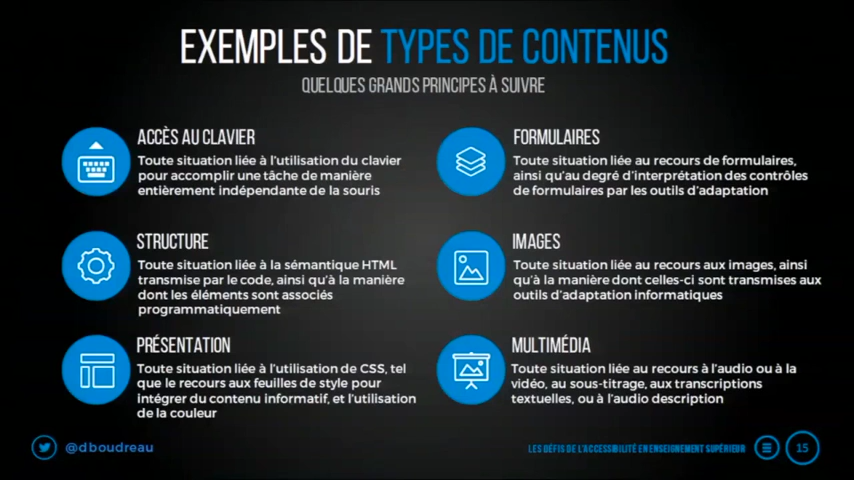 EXEMPLES DE TYPES DE CONTENUS
QUELQUES GRANDS PRINCIPES À SUIVRE
ACCÈS AU CLAVIER
Toute situation liée à l'utilisation du clavier
pour accomplir une tâche de manière
entièrement indépendante de la souris
FORMULAIRES
Toute situation liée au recours de formulaires,
ainsi qu'au degré d'interprétation des contrôles
de formulaires par les outils d'adaptation
STRUCTURE
Toute situation liée à la sémantique HTML
transmise par le code, ainsi qu'à la manière
dont les éléments sont associés
programmatiquement
IMAGES
Toute situation liée au recours aux images, ainsi
qu'à la manière dont celles-ci sont transmises aux
outils d'adaptation informatiques
PRÉSENTATION
Toute situation liée à l'utilisation de CSS, tel
que le recours aux feuilles de style pour
intégrer du contenu informatif, et l'utilisation
de la couleur
MULTIMÉDIA
Toute situation liée au recours à l'audio ou à la
vidéo, au sous-titrage, aux transcriptions
textuelles, ou à l'audio description
@dboudreau
LES DÉFIS DE L'ACCESSIBILITÉ EN ENSEIGNEMENT SUPÉRIEUR
15